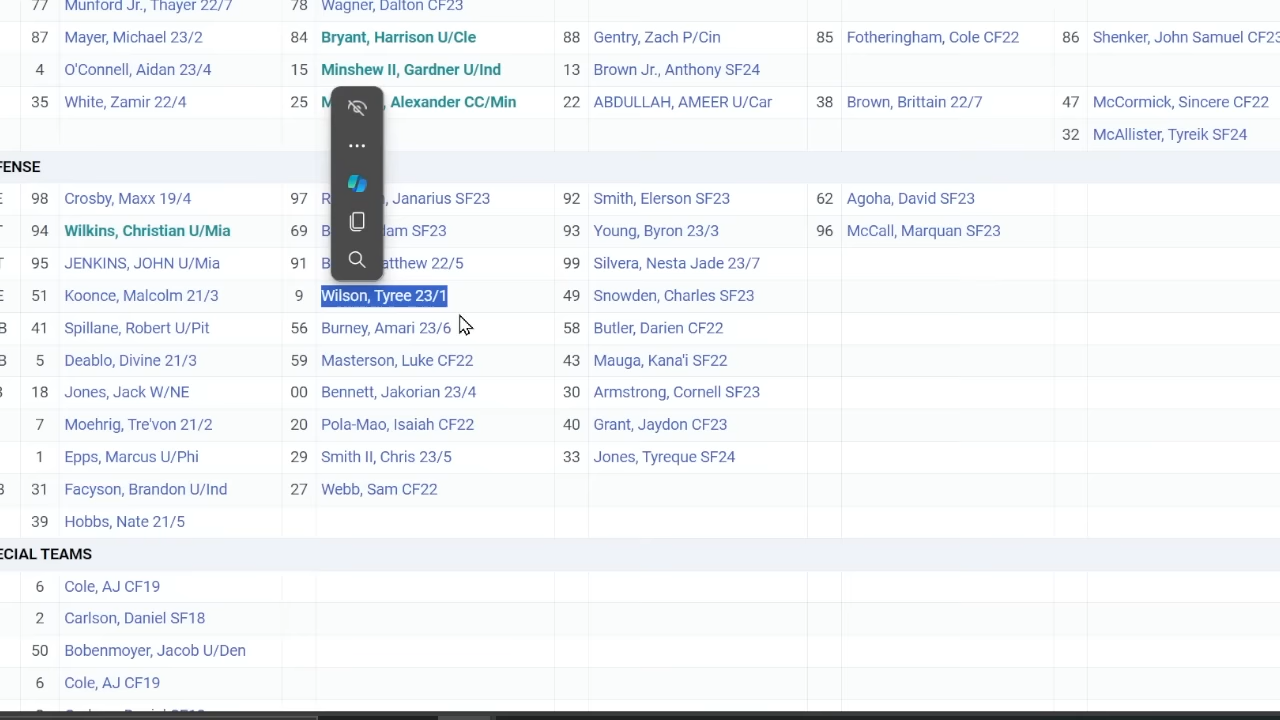 77 Munford Jr., Thayer 22/7 78 Wagner, Dalton CF23
87 Mayer, Michael 23/2 84 Bryant, Harrison U/Cle 88 Gentry, Zach P/Cin 85 Fotheringham, Cole CF22 86 Shenker, John Samuel CF23
4 O'Connell, Aidan 23/4 15 Minshew II, Gardner U/Ind 13 Brown Jr., Anthony SF24
35 White, Zamir 22/4 25 Alexander CC/Min 22 ABDULLAH, AMEER U/Car 38 Brown, Brittain 22/7 47 McCormick, Sincere CF22
32 McAllister, Tyreik SF24
FENSE
98 Crosby, Maxx 19/4 97 Janarius SF23 92 Smith, Elerson SF23 62 Agoha, David SF23
94 Wilkins, Christian U/Mia 69 SF23 93 Young, Byron 23/3 96 McCall, Marquan SF23
95 JENKINS, JOHN U/Mia 91 22/5 99 Silvera, Nesta Jade 23/7
51 Koonce, Malcolm 21/3 9 Wilson, Tyree 23/1 49 Snowden, Charles SF23
41 Spillane, Robert U/Pit 56 Burney, Amari 23/6 58 Butler, Darien CF22
5 Deablo, Divine 21/3 59 Masterson, Luke CF22 43 Mauga, Kana'i SF22
18 Jones, Jack W/NE 00 Bennett, Jakorian 23/4 30 Armstrong, Cornell SF23
7 Moehrig, Tre'von 21/2 20 Pola-Mao, Isaiah CF22 40 Grant, Jaydon CF23
1 Epps, Marcus U/Phi 29 Smith II, Chris 23/5 33 Jones, Tyreque SF24
31 Facyson, Brandon U/Ind 27 Webb, Sam CF22
39 Hobbs, Nate 21/5
ECIAL TEAMS
6 Cole, AJ CF19
2 Carlson, Daniel SF18
50 Bobenmoyer, Jacob U/Den
6 Cole, AJ CF19